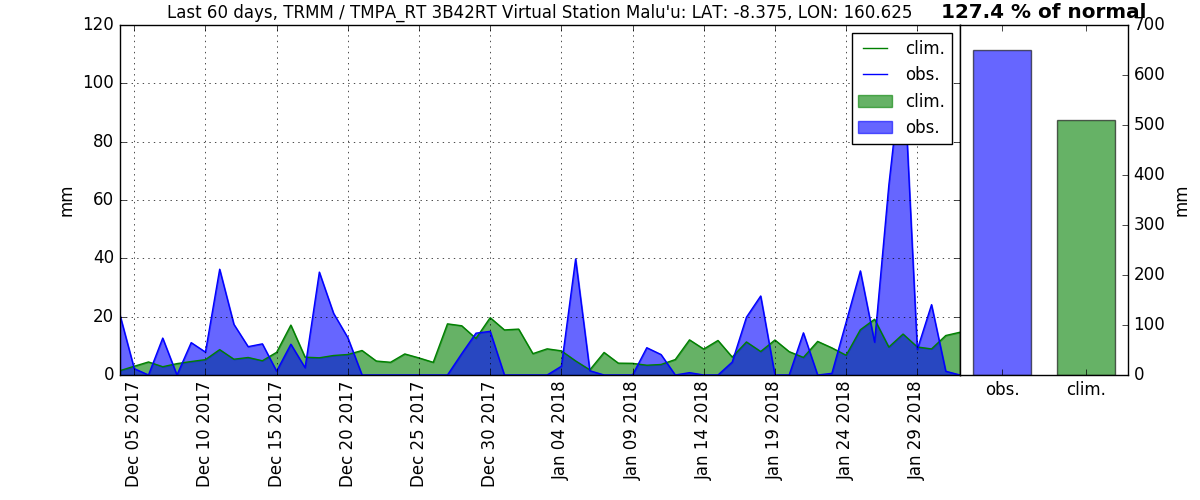 Last 60 days, TRMM / TMPA_RT 3B42RT Virtual Station Malu'u: LAT: -8.375, LON: 160.625
127.4 % of normal
120
100
80
60
40
20
0
mm
clim.
obs.
clim.
obs.
Dec 05 2017
Dec 10 2017
Dec 15 2017
Dec 20 2017
Dec 25 2017
Dec 30 2017
Jan 04 2018
Jan 09 2018
Jan 14 2018
Jan 19 2018
Jan 24 2018
Jan 29 2018
700
600
500
400
300
200
100
0
mm
obs.
clim.